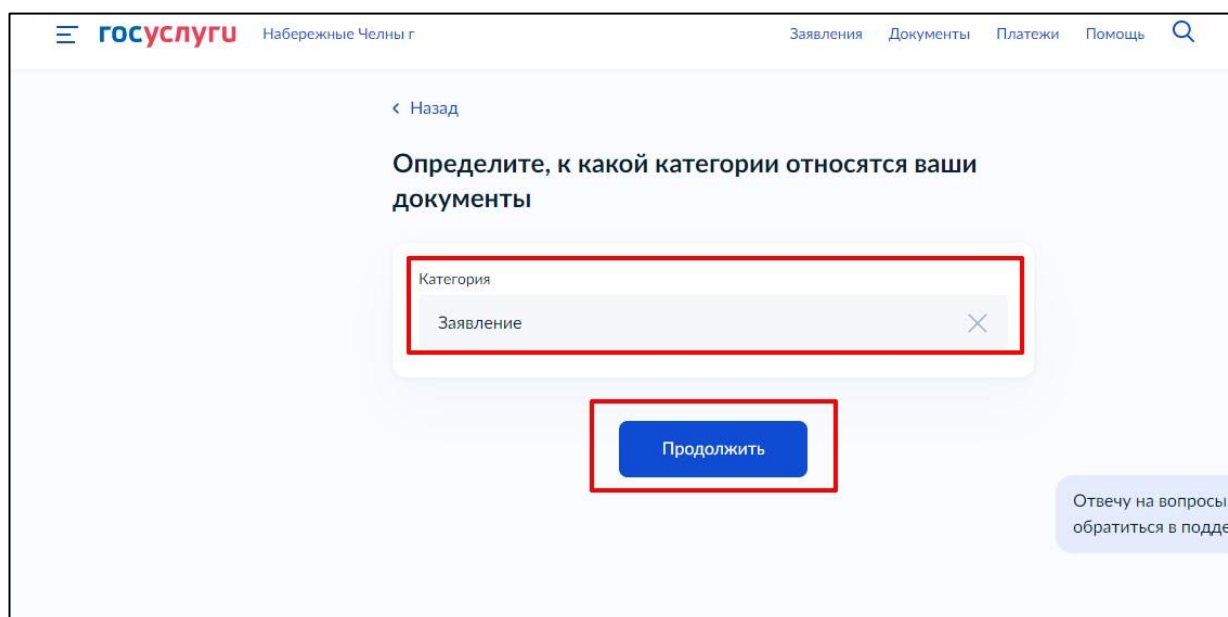 госуслуги Набережные Челны г Заявления Документы Платежи Помощь
Назад
Определите, к какой категории относятся ваши
документы
Категория
Заявление
Продолжить
Отвечу на вопросы
обратиться в